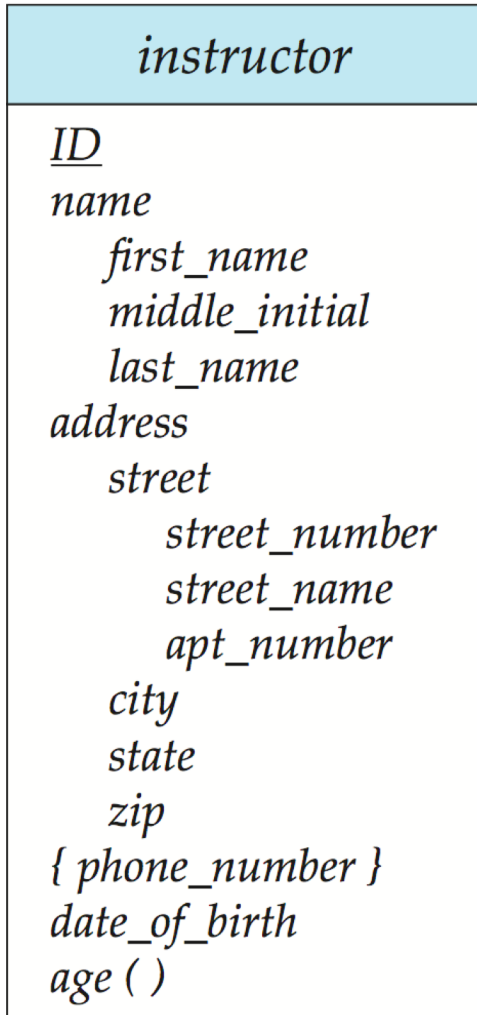 instructor
ID
name
first_name
middle_initial
last_name
address
street
street_number
street_name
apt_number
city
state
zip
{ phone_number }
date_of_birth
age ( )